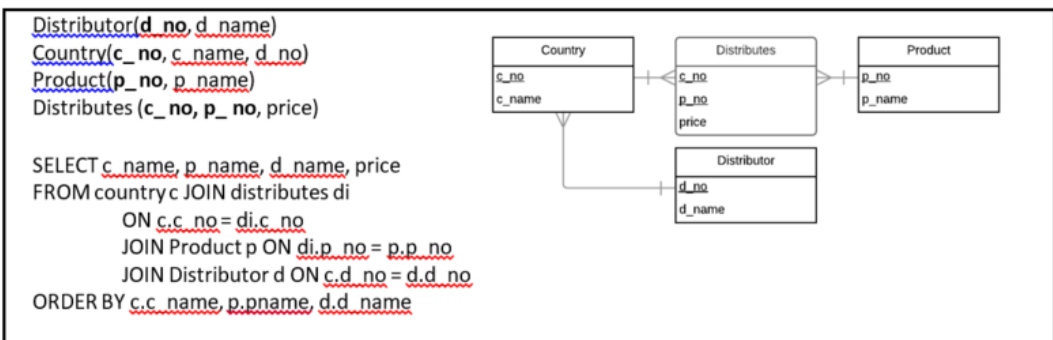 Distributor(d_no, d_name)
Country(c_ no, c_name, d_no)
Product(p_no, p_name)
Distributes (c_ no, p_ no, price)
SELECT c_name, p_name, d_name, price
FROM country c JOIN distributes di
ON c.c_no = di.c_no
JOIN Product p ON di.p_no = p.p_no
JOIN Distributor d ON c.d_no = d.d_no
ORDER BY c.c_name, p.pname, d.d_name
Country
c_no
c_name
Distributes
c_no
p_no
price
Product
p_no
p_name
Distributor
d_no
d_name